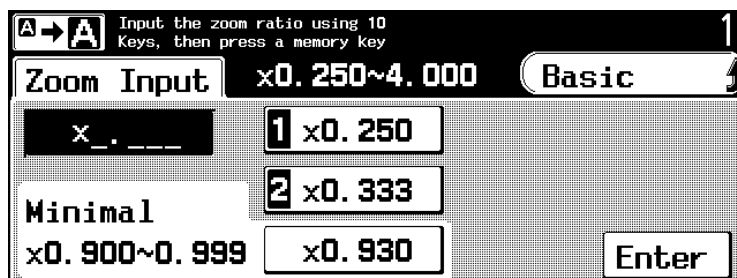 A→A Input the zoom ratio using 10
Keys, then press a memory key
1
Zoom Input x0.250~4.000 Basic
x_.___
1 x0.250
2 x0.333
Minimal
x0.900~0.999 x0.930 Enter